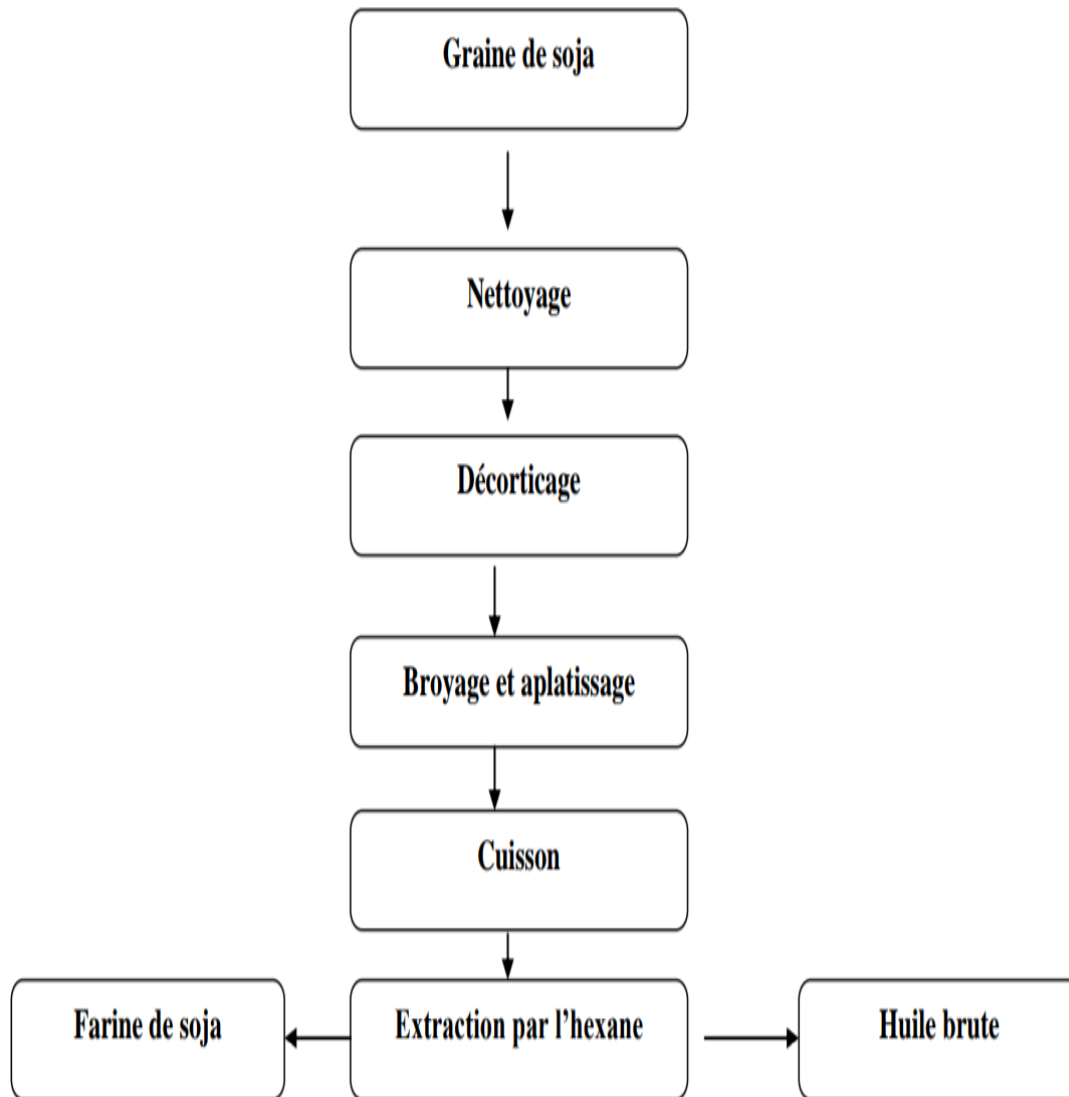 Graine de soja
Nettoyage
Décorticage
Broyage et aplatissage
Cuisson
Farine de soja
Extraction par l'hexane
Huile brute